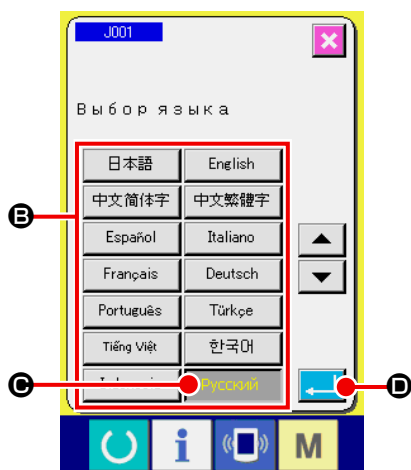 J001
Выбор языка
日本語 English
中文简体字 中文繁體字
B
Español Italiano
Français Deutsch
Português Türkçe
Tiếng Việt 한국어
C Русский D
M